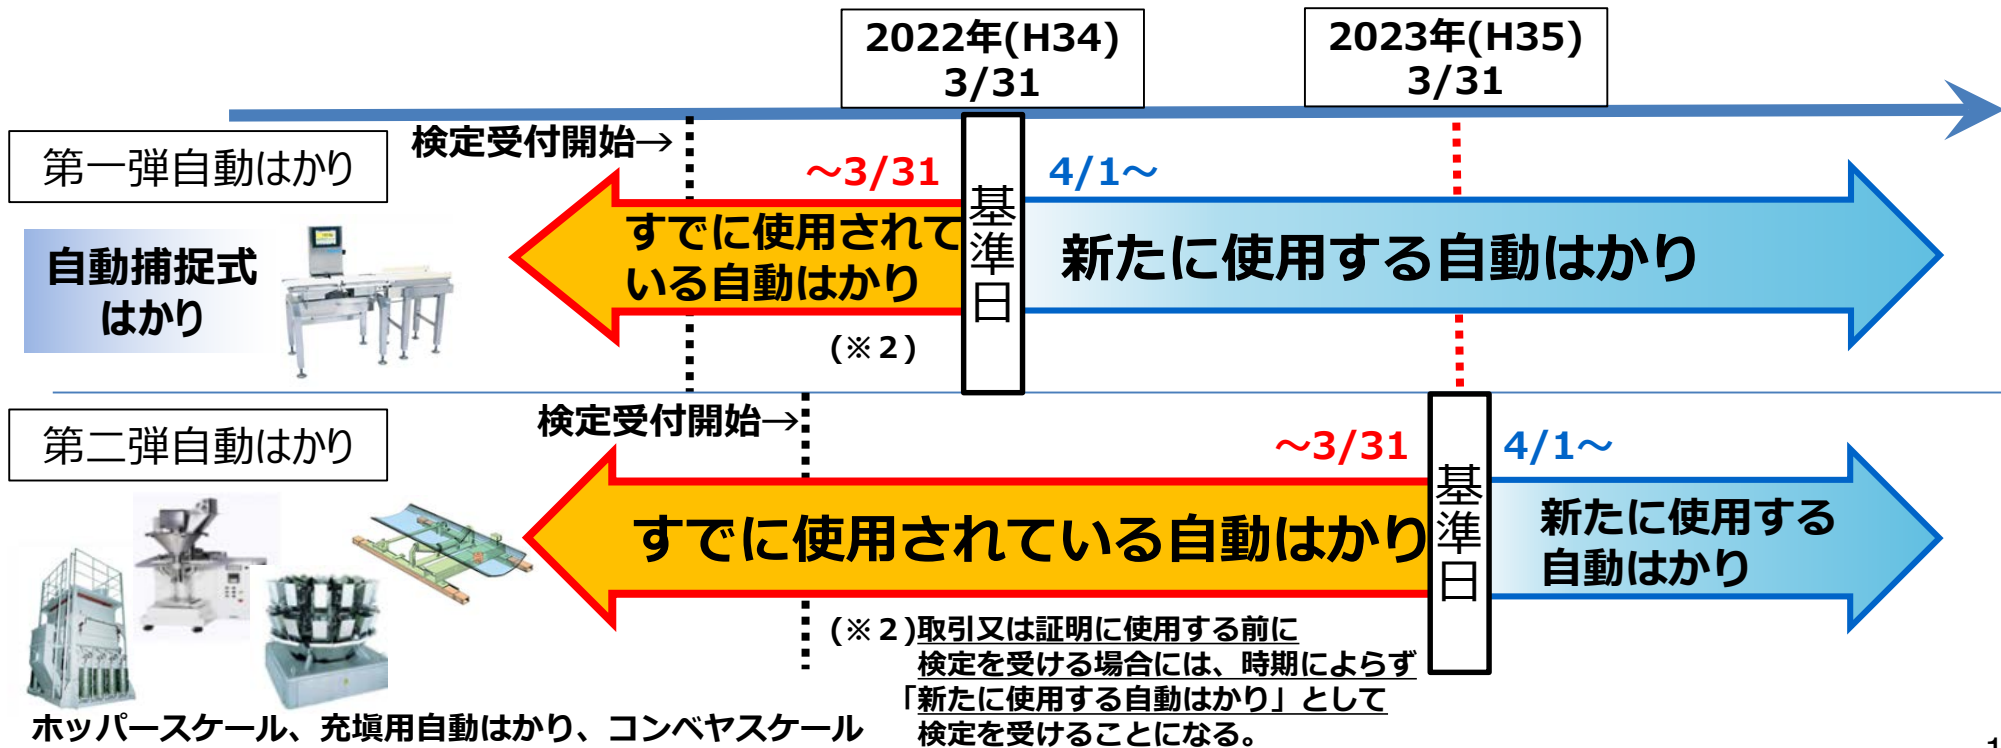 2022年(H34)
3/31
2023年(H35)
3/31
検定受付開始→
第一弾自動はかり
～3/31
4/1～
自動捕捉式
はかり
すでに使用されて
いる自動はかり
基準日
新たに使用する自動はかり
(※２)
第二弾自動はかり
検定受付開始→
～3/31
4/1～
すでに使用されている自動はかり
基準日
新たに使用する
自動はかり
(※２)取引又は証明に使用する前に
検定を受ける場合には、時期によらず
「新たに使用する自動はかり」として
検定を受けることになる。
ホッパースケール、充塡用自動はかり、コンベヤスケール